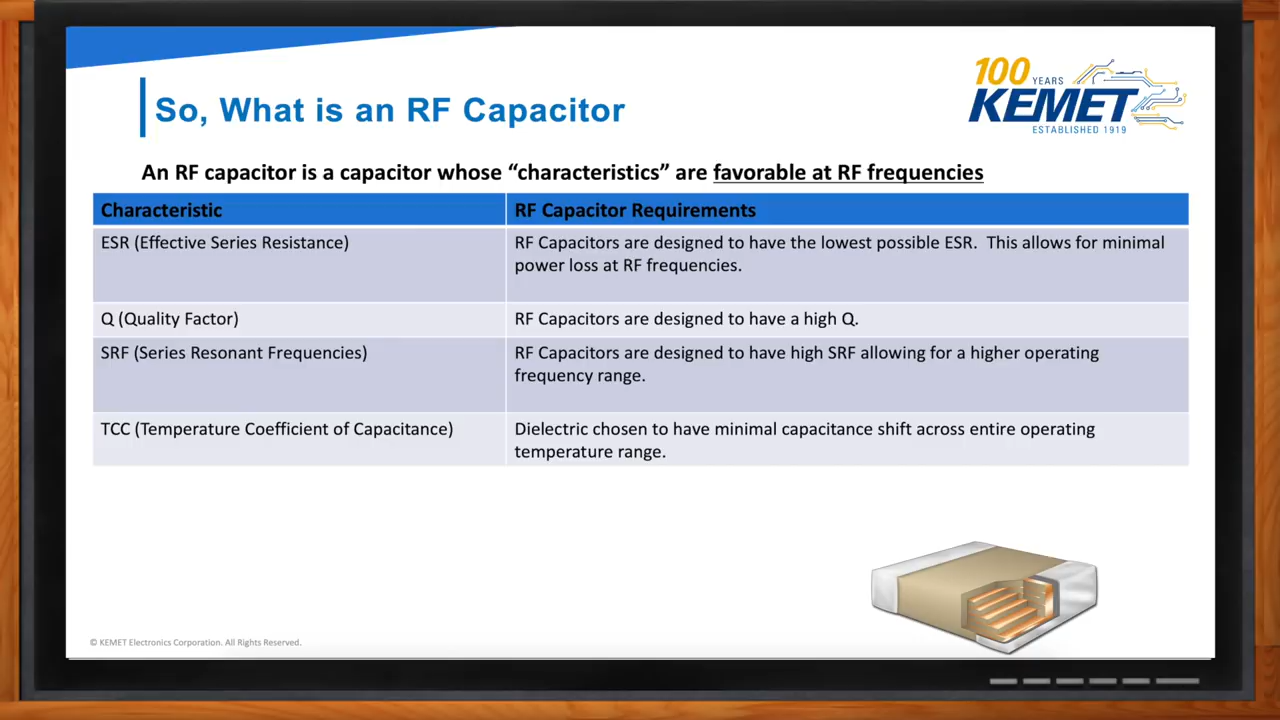 So, What is an RF Capacitor
100 YEARS
KEMET
ESTABLISHED 1919
An RF capacitor is a capacitor whose “characteristics” are favorable at RF frequencies
Characteristic
RF Capacitor Requirements
ESR (Effective Series Resistance)
RF Capacitors are designed to have the lowest possible ESR. This allows for minimal
power loss at RF frequencies.
Q (Quality Factor)
RF Capacitors are designed to have a high Q.
SRF (Series Resonant Frequencies)
RF Capacitors are designed to have high SRF allowing for a higher operating
frequency range.
TCC (Temperature Coefficient of Capacitance)
Dielectric chosen to have minimal capacitance shift across entire operating
temperature range.
© KEMET Electronics Corporation. All Rights Reserved.